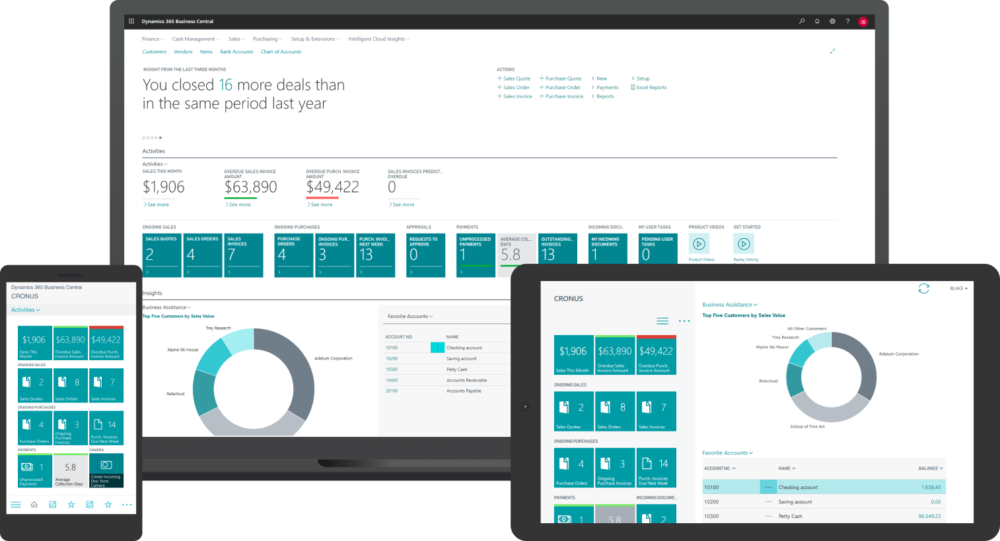 Dynamics 365 Business Central
JB
Finance Cash Management Sales Purchasing Setup & Extensions Intelligent Cloud Insights
Customers Vendors Items Bank Accounts Chart of Accounts
INSIGHT FROM THE LAST THREE MONTHS
You closed 16 more deals than
in the same period last year
ACTIONS
+ Sales Quote + Purchase Quote > New > Setup
+ Sales Order + Purchase Order > Payments Excel Reports
+ Sales Invoice + Purchase Invoice > Reports
Activities
Activities
SALES THIS MONTH
$1,906
>See more
OVERDUE SALES INVOICE
AMOUNT
$63,890
>See more
OVERDUE PURCH. INVOICE
AMOUNT
$49,422
>See more
SALES INVOICES PREDICT...
OVERDUE
0
>See more
ONGOING SALES
SALES QUOTES
2
SALES ORDERS
4
SALES
INVOICES
7
ONGOING PURCHASES
PURCHASE
ORDERS
4
ONGOING PUR...
INVOICES
3
PURCH. INVOI...
NEXT WEEK
13
APPROVALS
REQUESTS TO
APPROVE
0
PAYMENTS
UNPROCESSED
PAYMENTS
1
AVERAGE COL...
DAYS
5.8
OUTSTANDING...
INVOICES
13
INCOMING DOCU...
MY INCOMING
DOCUMENTS
1
MY USER TASKS
PENDING USER
TASKS
0
PRODUCT VIDEOS
Product Videos
GET STARTED
Replay Getting
Insights
Business Assistance
Top Five Customers by Sales Value
Trey Research
Alpine Ski House
Adatum Corporation
Relecloud
Favorite Accounts
ACCOUNT NO. NAME
10100 Checking account
10200 Saving account
10300 Petty Cash
10400 Accounts Receivable
20100 Accounts Payable
Dynamics 365 Business Central
CRONUS
Activities
$1,906
Sales This
Month
$63,890
Overdue Sales
Invoice Amount
$49,422
Overdue Purch.
Invoice Amount
ONGOING SALES
2
Sales Quotes
8
Sales Orders
7
Sales Invoices
ONGOING PURCHASES
4
Purchase Orders
3
Ongoing
Purchase
Invoices
14
Purch. Invoices
Due Next Week
PAYMENTS
1
Unprocessed
Payments
5.8
Average
Collection Days
CAMERA
Create Incoming
Doc. from
Camera
CRONUS
$1,906
Sales This Month
$63,890
Overdue Sales
Invoice Amount
$49,422
Overdue Purch.
Invoice Amount
ONGOING SALES
2
Sales Quotes
8
Sales Orders
7
Sales Invoices
ONGOING PURCHASES
4
Purchase Orders
3
Ongoing
Purchase Invoices
14
Purch. Invoices
Due Next Week
PAYMENTS
1
5.8
INCOMING DOCUME...
2
BLAKE
Business Assistance
Top Five Customers by Sales Value
All Other Customers
Trey Research
Alpine Ski House
Adatum Corporation
Relecloud
School of Fine Art
Favorite Accounts
ACCOUNT NO. NAME BALANCE
10100 ... Checking account 1.638.40
10200 ... Saving account 0.00
10300 ... Petty Cash 96,549.23